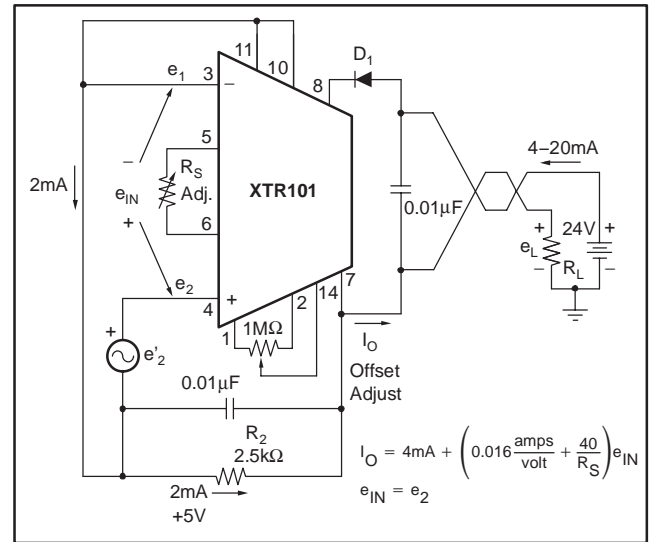 11
10
D1
e1
3
−
8
5
−
4−20mA
2mA
RS
Adj.
XTR101
eIN
0.01µF
+
24V
+
+
6
eL
RL
−
−
e2
7
14
4
+
2
1
1MΩ
+
IO
e'2
Offset
Adjust
0.01µF
R2
2.5kΩ
IO = 4mA + (0.016 amps/volt + 40/RS) eIN
2mA
+5V
eIN = e2